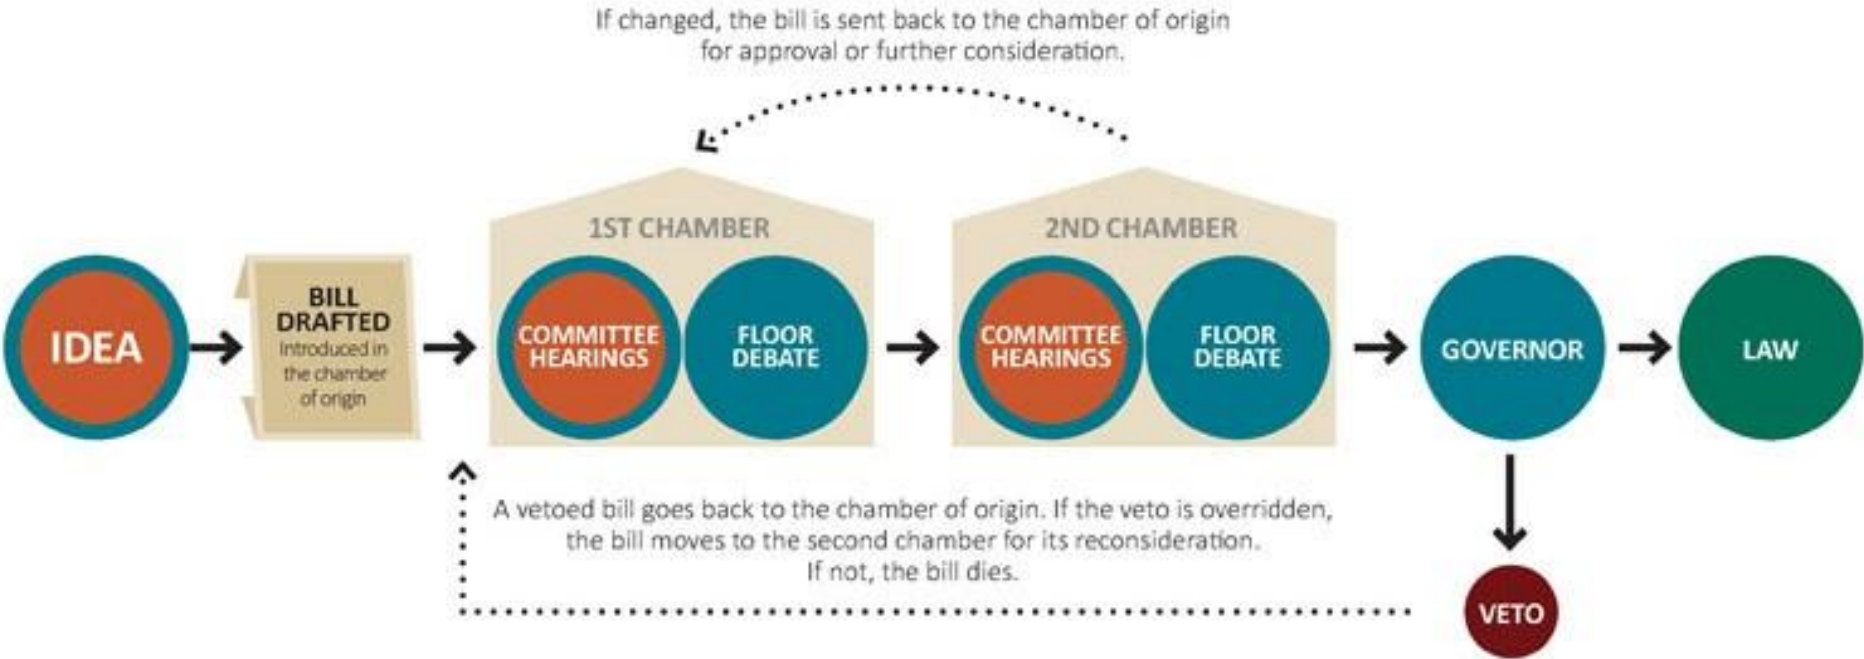 If changed, the bill is sent back to the chamber of origin
for approval or further consideration.
1ST CHAMBER
2ND CHAMBER
IDEA
BILL
DRAFTED
Introduced in
the chamber
of origin
COMMITTEE
HEARINGS
FLOOR
DEBATE
COMMITTEE
HEARINGS
FLOOR
DEBATE
GOVERNOR
LAW
A vetoed bill goes back to the chamber of origin. If the veto is overridden,
the bill moves to the second chamber for its reconsideration.
If not, the bill dies.
VETO